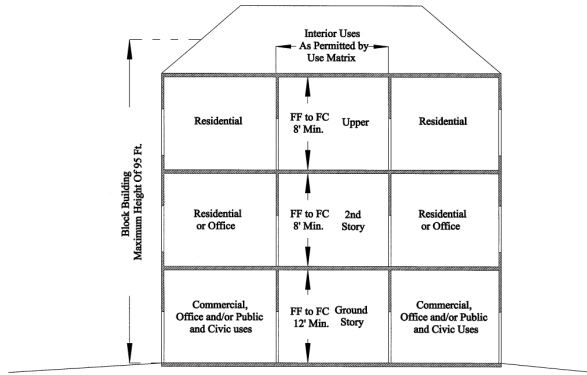 Interior Uses
As Permitted by
Use Matrix
Residential
FF to FC
8' Min.
Upper
Residential
Block Building
Maximum Height Of 95 Ft.
Residential
or Office
FF to FC
8' Min.
2nd
Story
Residential
or Office
Commercial,
Office and/or Public
and Civic uses
FF to FC
12' Min.
Ground
Story
Commercial,
Office and/or Public
and Civic Uses